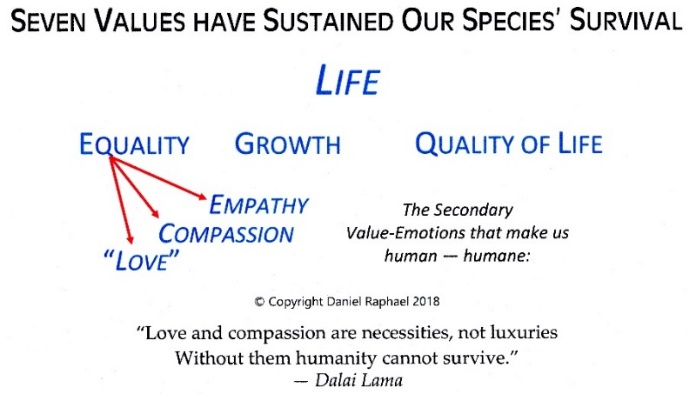 SEVEN VALUES HAVE SUSTAINED OUR SPECIES' SURVIVAL
LIFE
EQUALITY GROWTH QUALITY OF LIFE
EMPATHY
COMPASSION
“LOVE”
The Secondary
Value-Emotions that make us
human — humane:
© Copyright Daniel Raphael 2018
“Love and compassion are necessities, not luxuries
Without them humanity cannot survive.”
— Dalai Lama